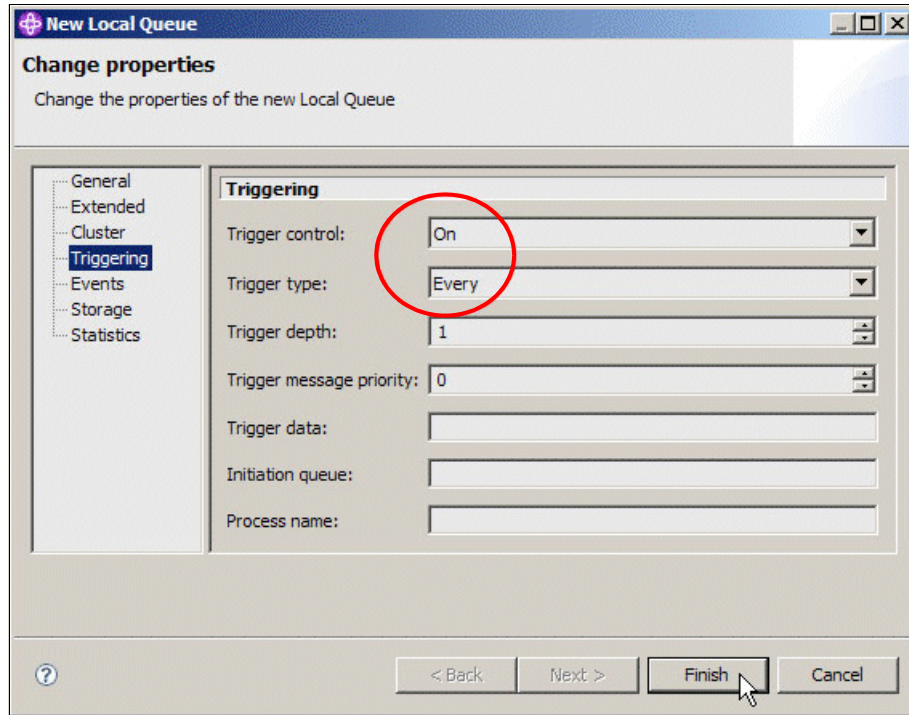 New Local Queue
Change properties
Change the properties of the new Local Queue
General
Extended
Cluster
Triggering
Events
Storage
Statistics
Triggering
Trigger control: On
Trigger type: Every
Trigger depth: 1
Trigger message priority: 0
Trigger data:
Initiation queue:
Process name:
? < Back Next > Finish Cancel